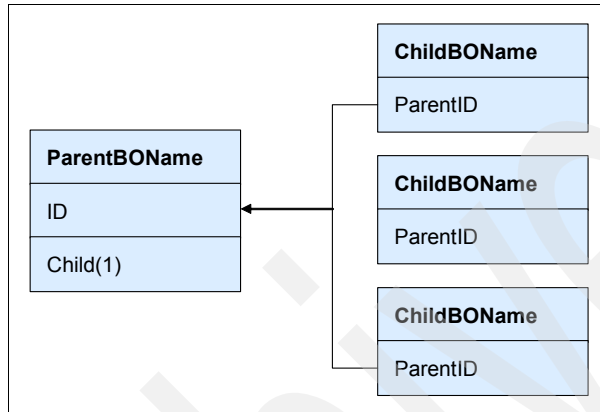 ParentBOName
ID
Child(1)
ChildBOName
ParentID
ChildBOName
ParentID
ChildBOName
ParentID